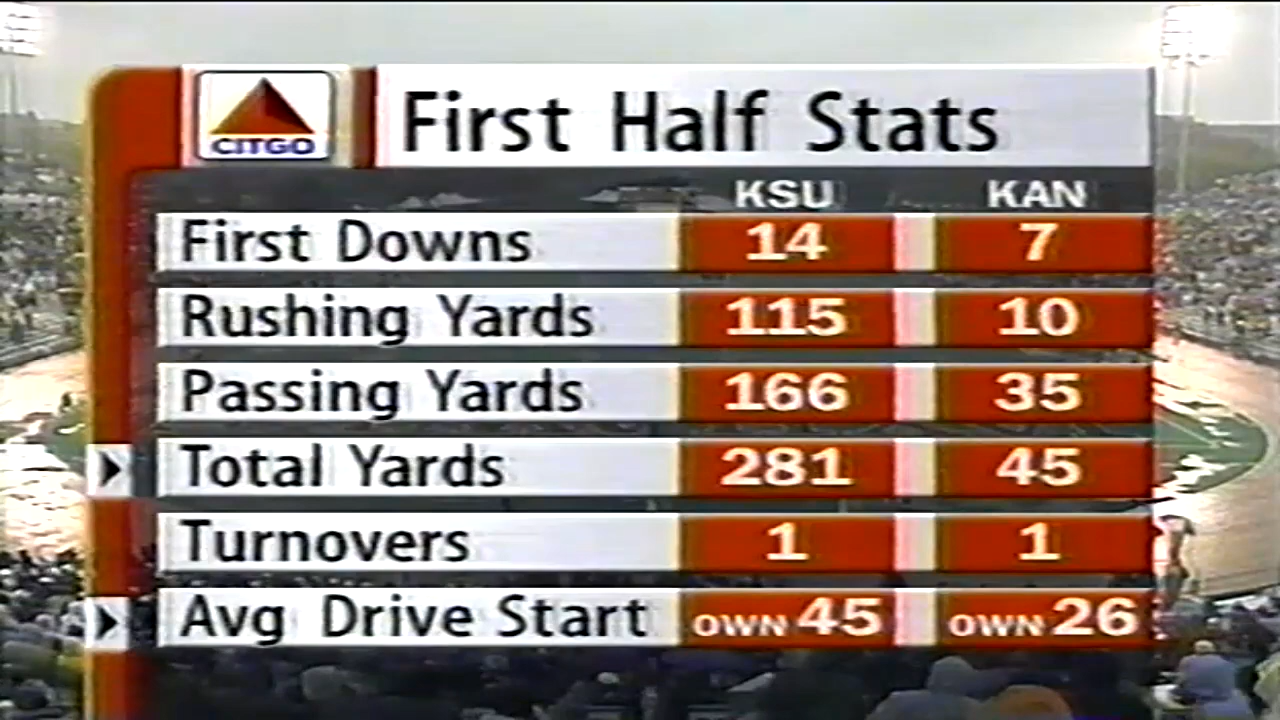 CITGO
First Half Stats
KSU KAN
First Downs 14 7
Rushing Yards 115 10
Passing Yards 166 35
Total Yards 281 45
Turnovers 1 1
Avg Drive Start OWN 45 OWN 26